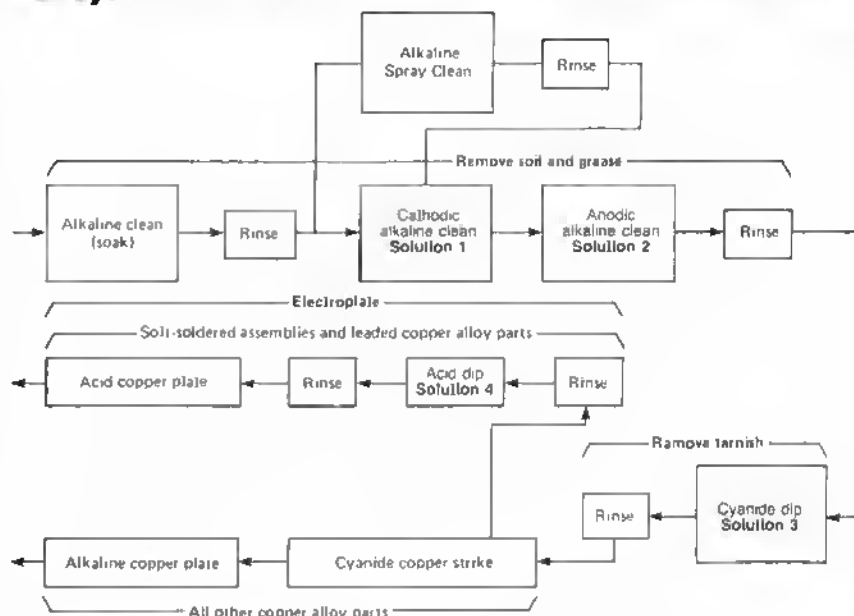 Alkaline
Spray Clean
Rinse
Remove soil and grease
Alkaline clean
(soak)
Rinse
Cathodic
alkaline clean
Solution 1
Anodic
alkaline clean
Solution 2
Rinse
Electroplate
Soft-soldered assemblies and leaded copper alloy parts
Acid copper plate
Rinse
Acid dip
Solution 4
Rinse
Remove tarnish
Rinse
Cyanide dip
Solution 3
Alkaline copper plate
Cyanide copper strike
All other copper alloy parts